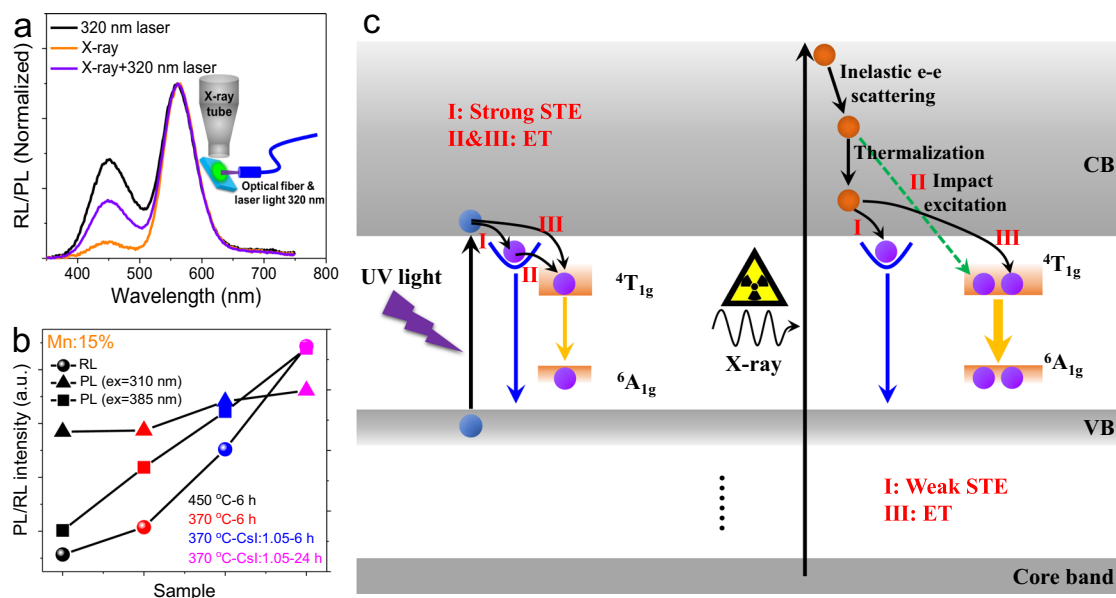 a
320 nm laser
X-ray
X-ray+320 nm laser
X-ray
tube
Optical fiber &
laser light 320 nm
RL/PL (Normalized)
400 500 600 700 800
Wavelength (nm)
b
Mn:15%
RL
PL (ex=310 nm)
PL (ex=385 nm)
450 °C-6 h
370 °C-6 h
370 °C-CsI:1.05-6 h
370 °C-CsI:1.05-24 h
PL/RL intensity (a.u.)
Sample
c
I: Strong STE
II&III: ET
UV light
I
II
III
⁴T₁g
⁶A₁g
X-ray
Inelastic e-e
scattering
Thermalization
II Impact
excitation
I
III
⁴T₁g
⁶A₁g
CB
VB
I: Weak STE
III: ET
Core band